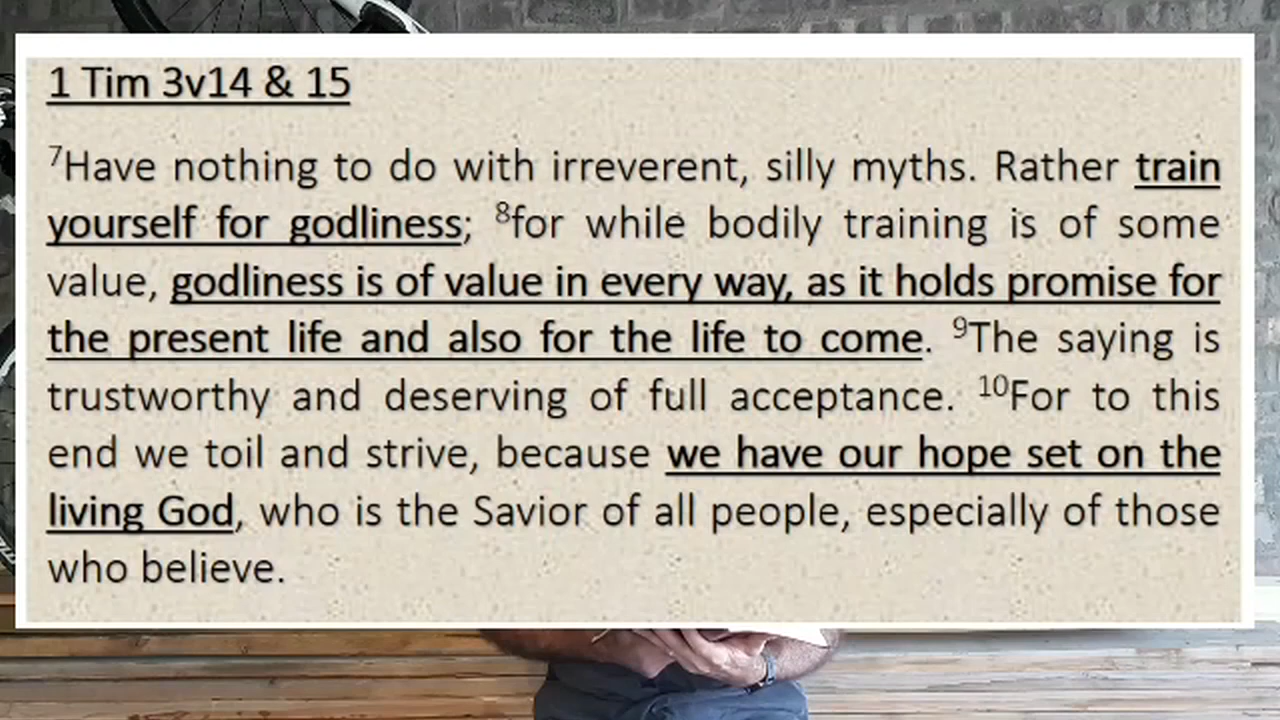 1 Tim 3v14 & 15
⁷Have nothing to do with irreverent, silly myths. Rather train
yourself for godliness; ⁸for while bodily training is of some
value, godliness is of value in every way, as it holds promise for
the present life and also for the life to come. ⁹The saying is
trustworthy and deserving of full acceptance. ¹⁰For to this
end we toil and strive, because we have our hope set on the
living God, who is the Savior of all people, especially of those
who believe.